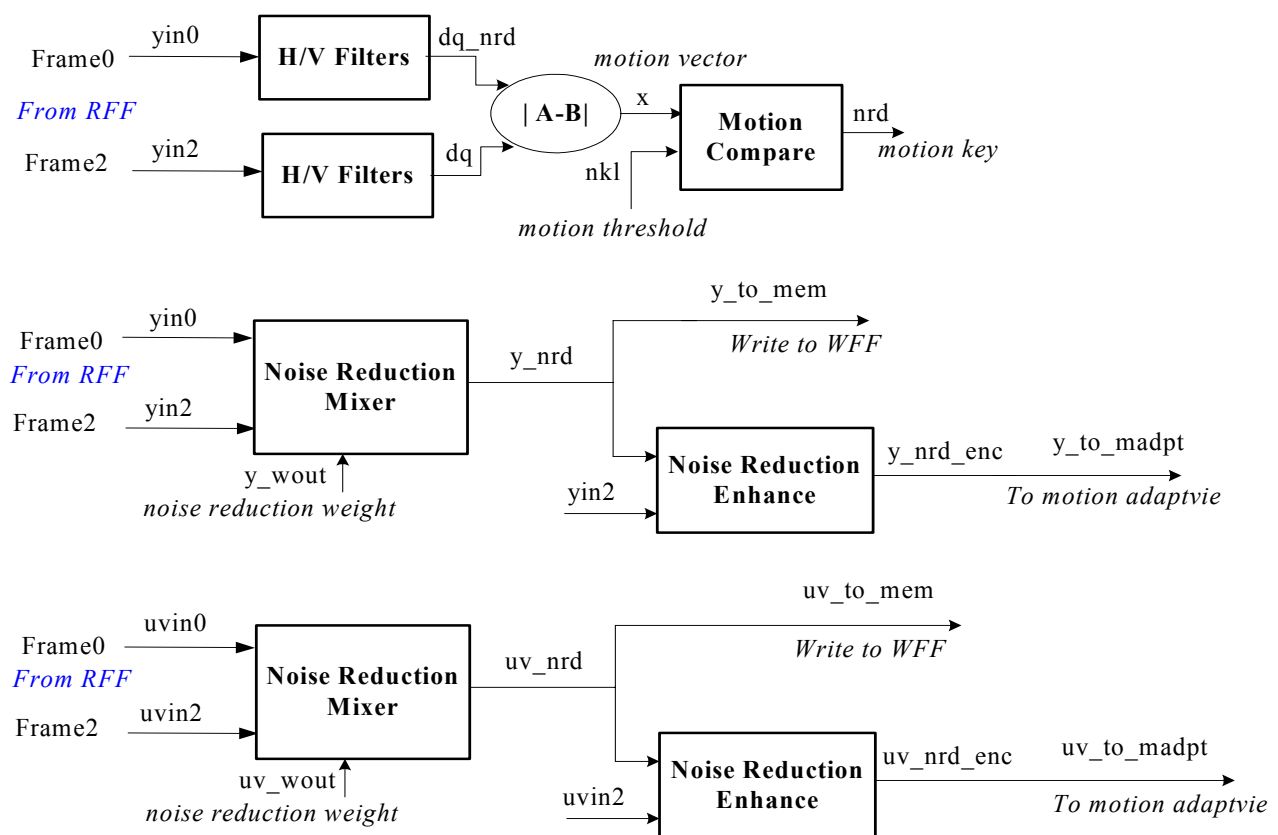 yin0
H/V Filters
dq_nrd
Frame0
motion vector
From RFF
| A-B|
x
Motion
Compare
nrd
motion key
Frame2
yin2
H/V Filters
dq
nkl
motion threshold
yin0
Frame0
From RFF
Frame2
yin2
Noise Reduction
Mixer
y_wout
noise reduction weight
y_nrd
y_to_mem
Write to WFF
yin2
Noise Reduction
Enhance
y_nrd_enc
y_to_madpt
To motion adaptvie
uvin0
Frame0
From RFF
Frame2
uvin2
Noise Reduction
Mixer
uv_wout
noise reduction weight
uv_nrd
uv_to_mem
Write to WFF
uvin2
Noise Reduction
Enhance
uv_nrd_enc
uv_to_madpt
To motion adaptvie